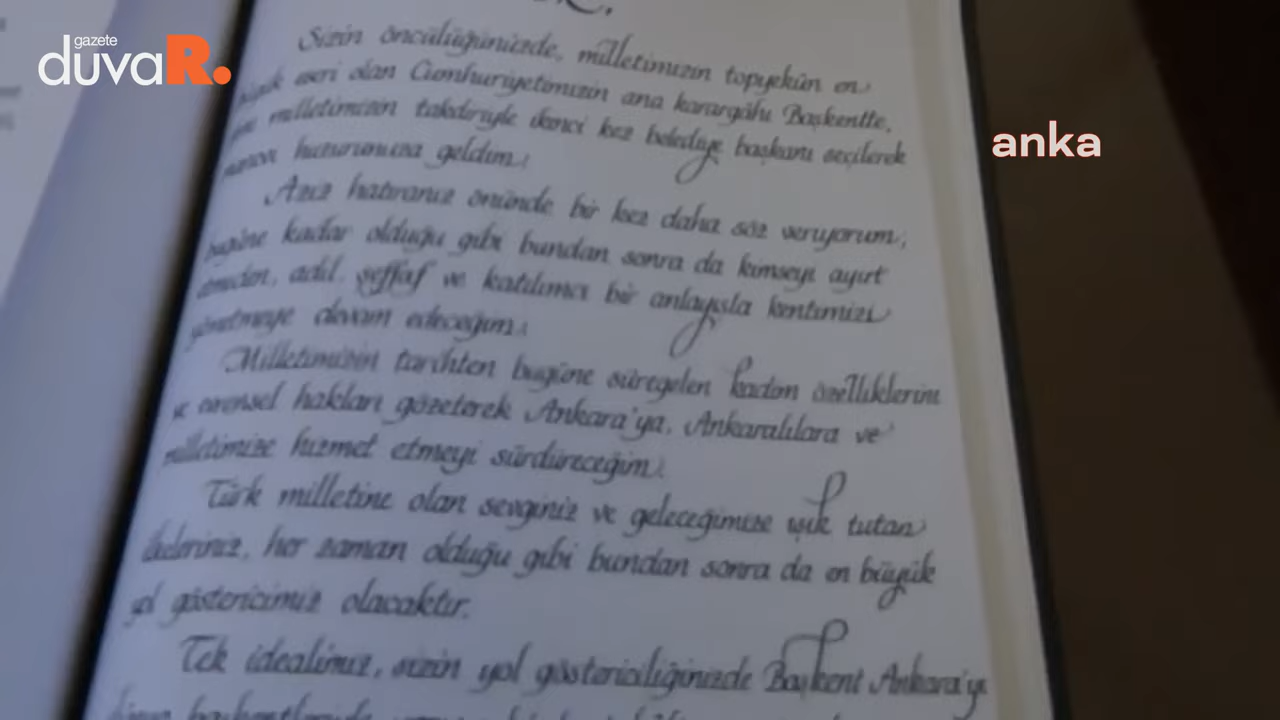 gazete
duvaR.
anka
Sizin öncülüğünüzde, milletimizin topyekûn en
büyük eseri olan Cumhuriyetimizin ana karargâhı Başkentte,
milletimizin takdiriyle ikinci kez belediye başkanı seçilerek
manevi huzurunuza geldim.
Aziz hatıranız önünde bir kez daha söz veriyorum;
bugüne kadar olduğu gibi bundan sonra da kimseyi ayırt
etmeden, adil, şeffaf ve katılımcı bir anlayışla kentimizi
yönetmeye devam edeceğim.
Milletimizin tarihten bugüne süregelen kadim özelliklerini
ve evrensel hakları gözeterek Ankara'ya, Ankaralılara ve
milletimize hizmet etmeyi sürdüreceğim.
Türk milletine olan sevginiz ve geleceğimize ışık tutan
ilkeleriniz, her zaman olduğu gibi bundan sonra da en büyük
yol göstericimiz olacaktır.
Tek idealimiz, sizin yol göstericiliğinizde Başkent Ankara'yı